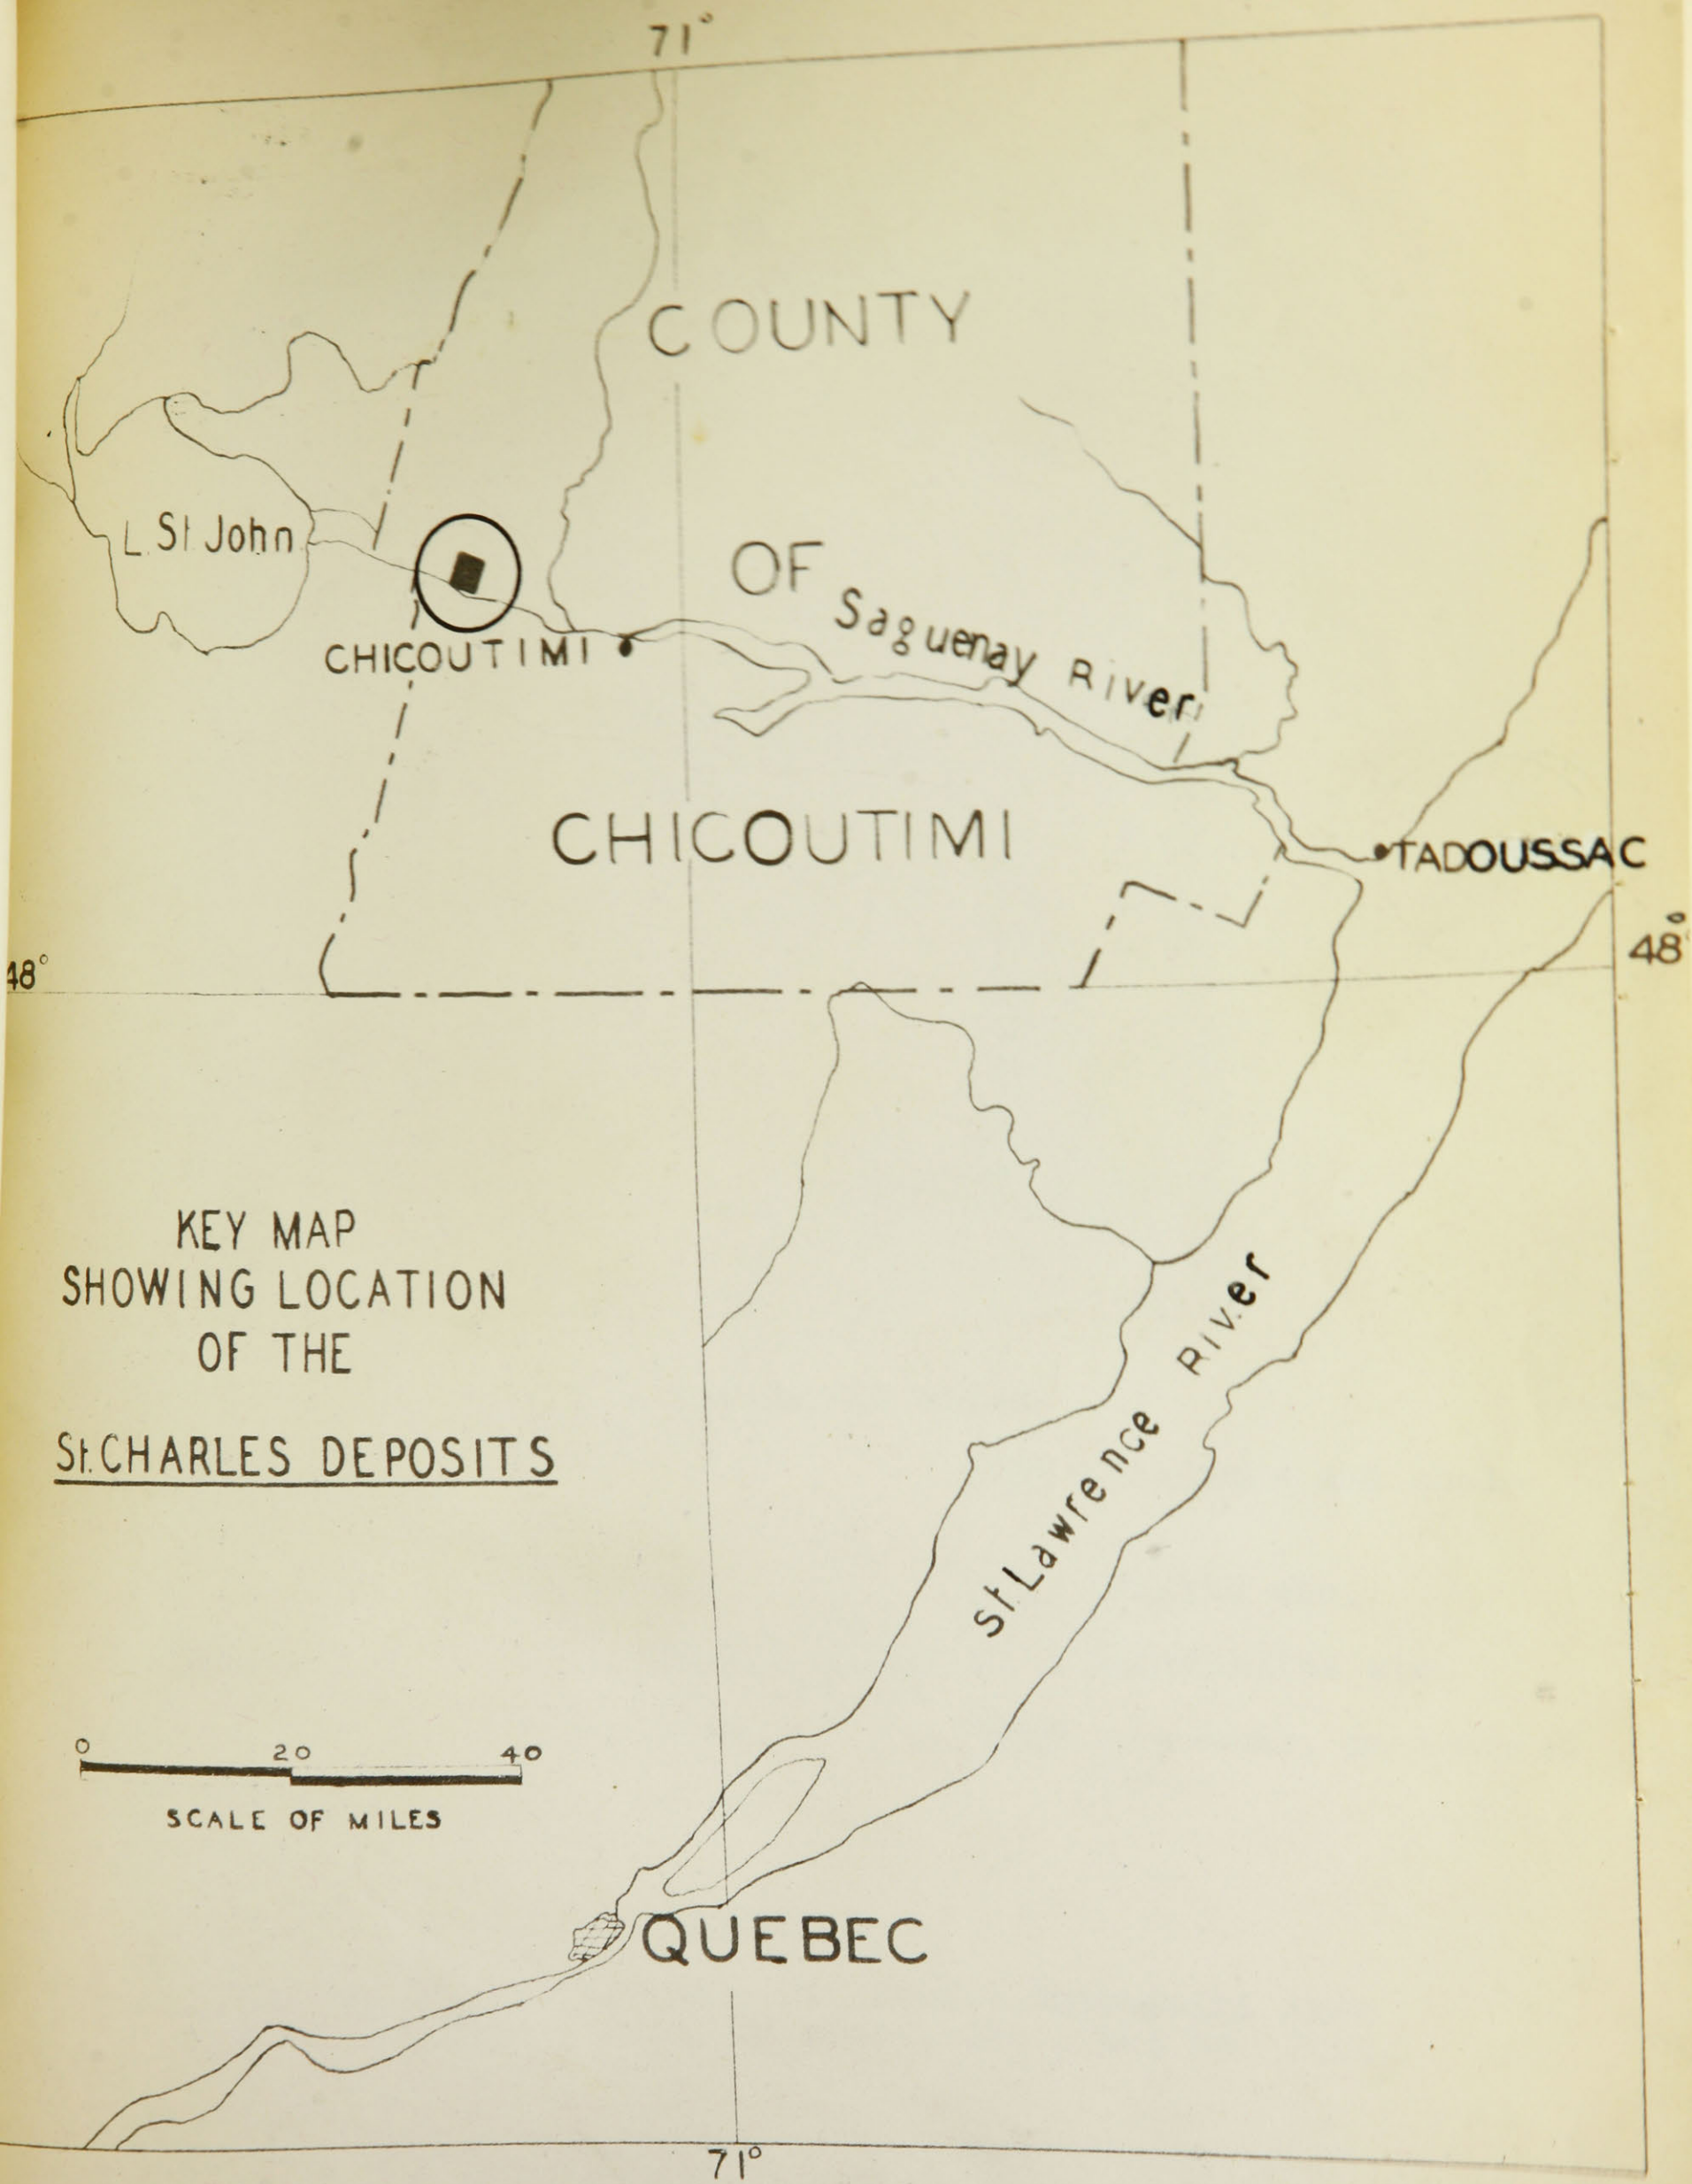 71°
COUNTY
L. St John
OF
Saguenay River
CHICOUTIMI
CHICOUTIMI
TADOUSSAC
48°
48°
KEY MAP
SHOWING LOCATION
OF THE
St. CHARLES DEPOSITS
St. Lawrence River
0 20 40
SCALE OF MILES
QUEBEC
71°